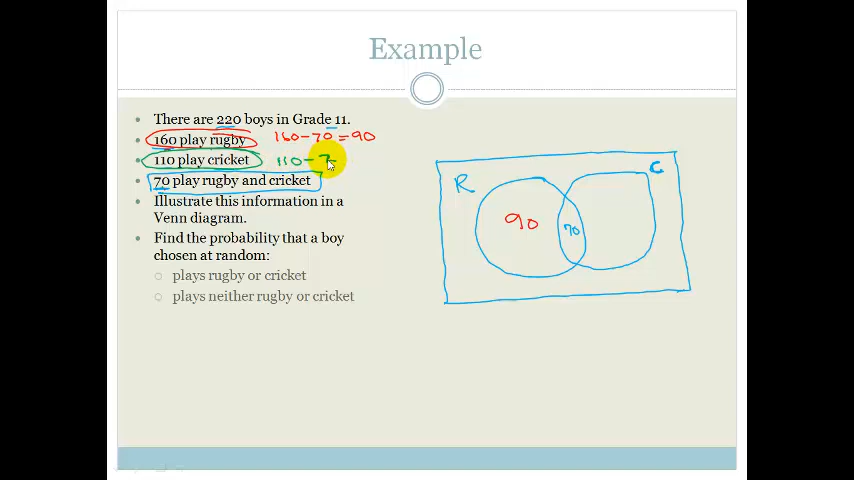 Example
There are 220 boys in Grade 11.
160 play rugby 160-70=90
110 play cricket 110-7
70 play rugby and cricket
Illustrate this information in a
Venn diagram.
Find the probability that a boy
chosen at random:
plays rugby or cricket
plays neither rugby or cricket
R
C
90
70